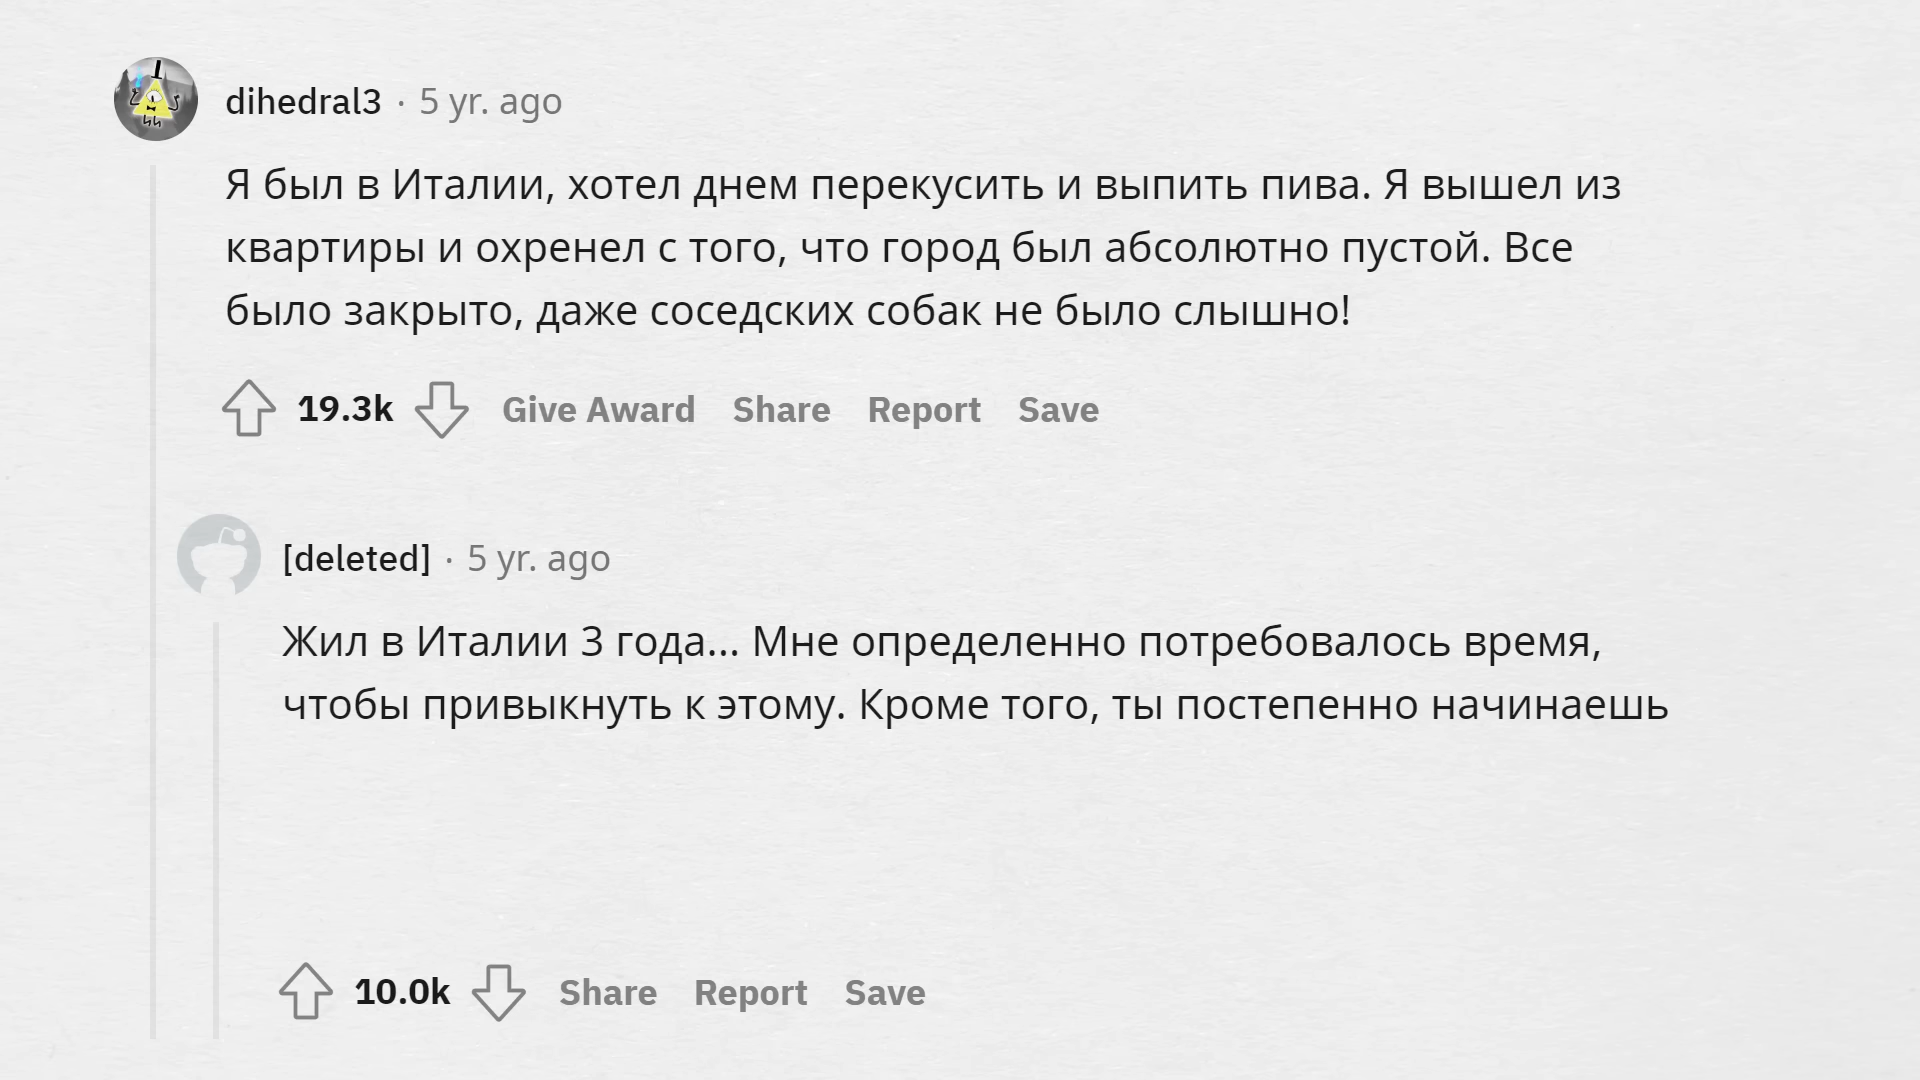 dihedral3 · 5 yr. ago
Я был в Италии, хотел днем перекусить и выпить пива. Я вышел из
квартиры и охренел с того, что город был абсолютно пустой. Все
было закрыто, даже соседских собак не было слышно!
19.3k Give Award Share Report Save
[deleted] · 5 yr. ago
Жил в Италии 3 года... Мне определенно потребовалось время,
чтобы привыкнуть к этому. Кроме того, ты постепенно начинаешь
10.0k Share Report Save